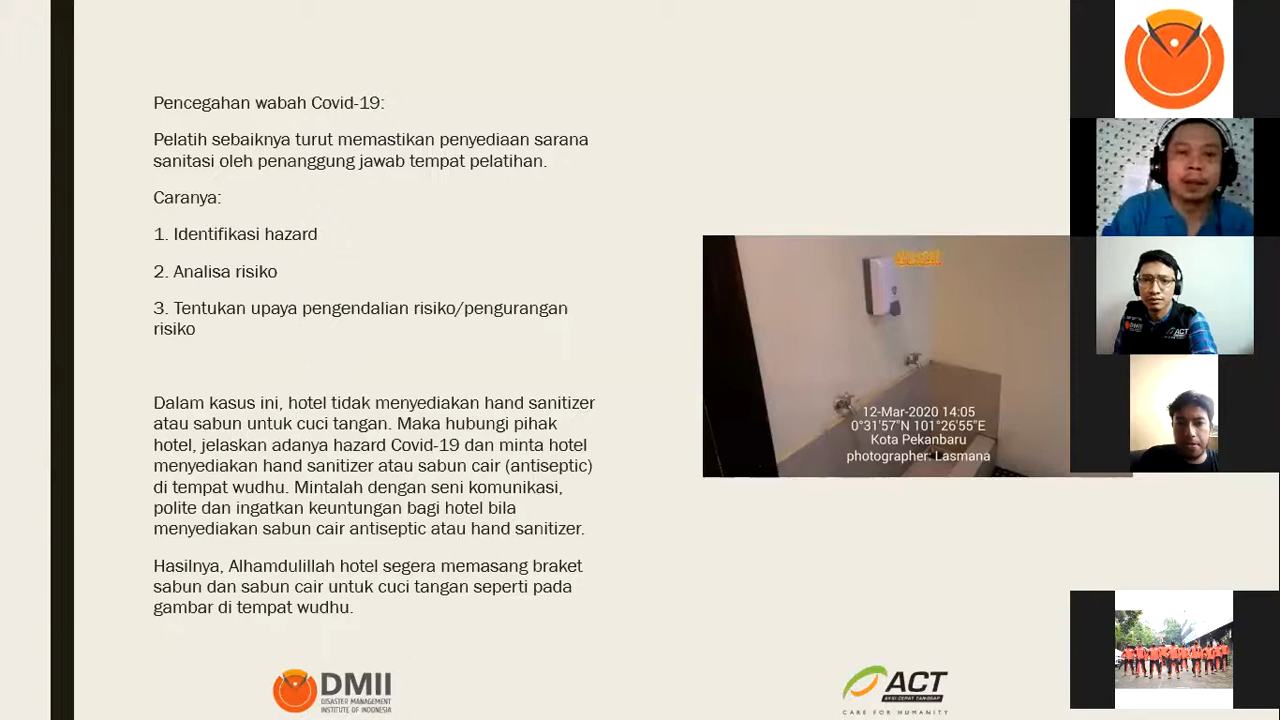 Pencegahan wabah Covid-19:
Pelatih sebaiknya turut memastikan penyediaan sarana
sanitasi oleh penanggung jawab tempat pelatihan.
Caranya:
1. Identifikasi hazard
2. Analisa risiko
3. Tentukan upaya pengendalian risiko/pengurangan
risiko
Dalam kasus ini, hotel tidak menyediakan hand sanitizer
atau sabun untuk cuci tangan. Maka hubungi pihak
hotel, jelaskan adanya hazard Covid-19 dan minta hotel
menyediakan hand sanitizer atau sabun cair (antiseptic)
di tempat wudhu. Mintalah dengan seni komunikasi,
polite dan ingatkan keuntungan bagi hotel bila
menyediakan sabun cair antiseptic atau hand sanitizer.
Hasilnya, Alhamdulillah hotel segera memasang braket
sabun dan sabun cair untuk cuci tangan seperti pada
gambar di tempat wudhu.
12-Mar-2020 14:05
0°31'57"N 101°26'55"E
Kota Pekanbaru
photographer: Lasmana
DMII
ACT
DMII
DISASTER MANAGEMENT
INSTITUTE OF INDONESIA
ACT
AKSI CEPAT TANGGAP
CARE FOR HUMANITY